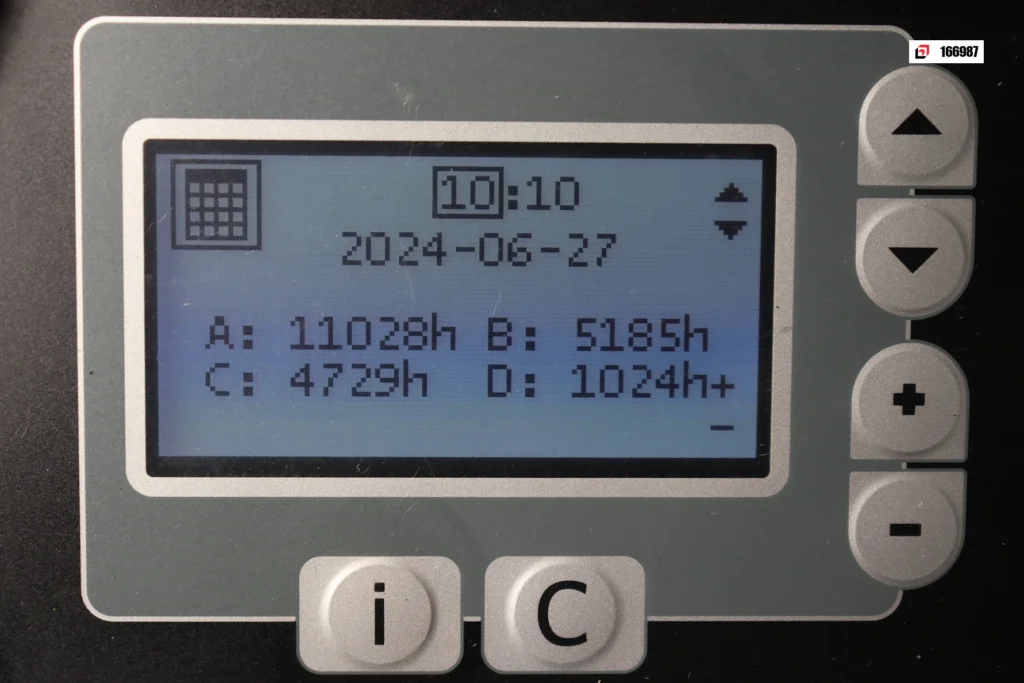 166987
10:10
2024-06-27
A: 11028h B: 5185h
C: 4729h D: 1024h+
-
+
-
i C